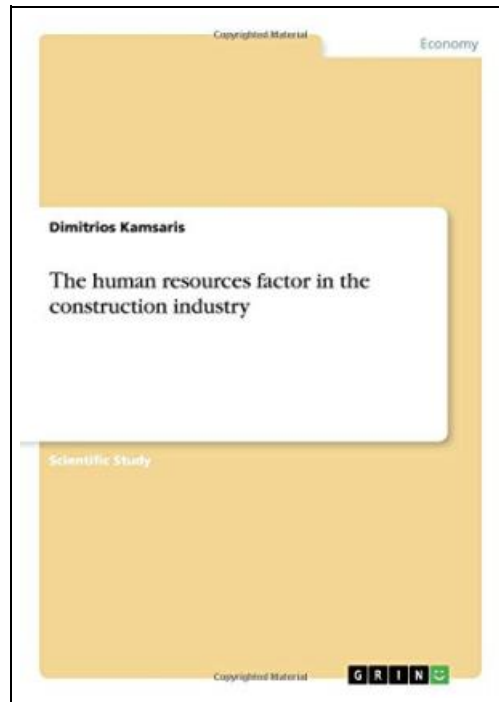 Copyrighted Material
Economy
Dimitrios Kamsaris
The human resources factor in the
construction industry
Scientific Study
Copyrighted Material
GRIN